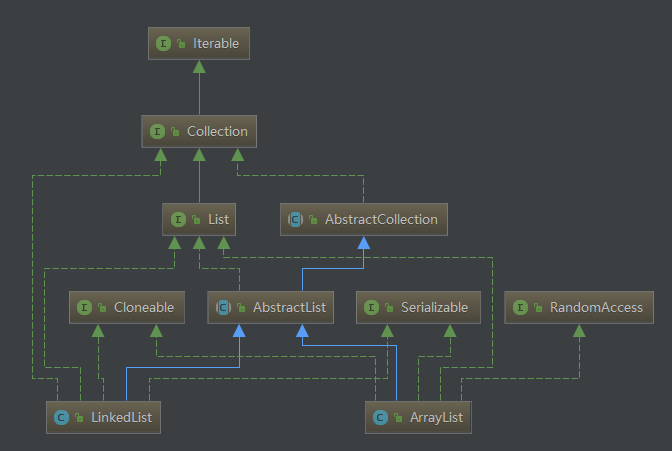 I Iterable
I Collection
I List
C AbstractCollection
I Cloneable
C AbstractList
I Serializable
I RandomAccess
C LinkedList
C ArrayList